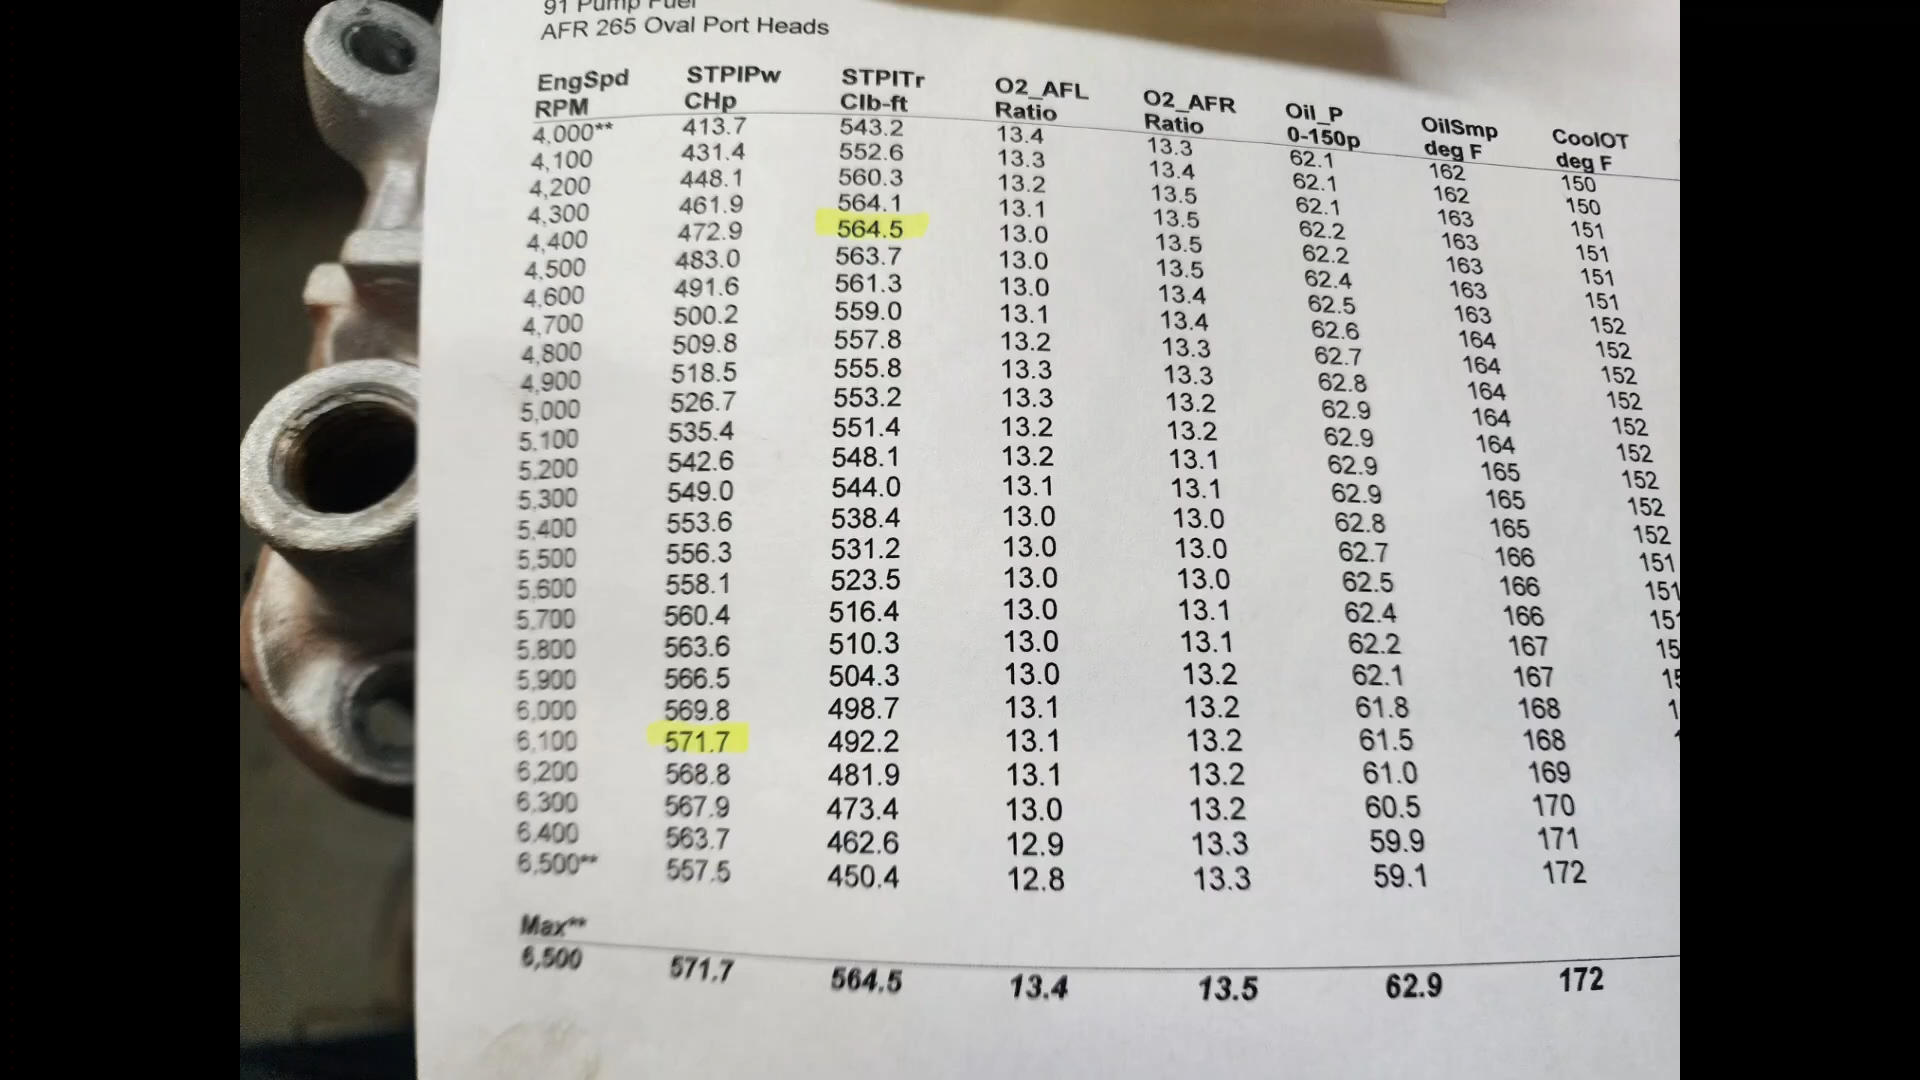 91 Pump Fuel
AFR 265 Oval Port Heads
EngSpd STPIPw STPITr O2_AFL O2_AFR Oil_P OilSmp CoolOT
RPM CHp Clb-ft Ratio Ratio 0-150p deg F deg F
4,000** 413.7 543.2 13.4 13.3 62.1 162 150
4,100 431.4 552.6 13.3 13.4 62.1 162 150
4,200 448.1 560.3 13.2 13.5 62.1 163 151
4,300 461.9 564.1 13.1 13.5 62.2 163 151
4,400 472.9 564.5 13.0 13.5 62.2 163 151
4,500 483.0 563.7 13.0 13.5 62.4 163 151
4,600 491.6 561.3 13.0 13.4 62.5 163 152
4,700 500.2 559.0 13.1 13.4 62.6 164 152
4,800 509.8 557.8 13.2 13.3 62.7 164 152
4,900 518.5 555.8 13.3 13.3 62.8 164 152
5,000 526.7 553.2 13.3 13.2 62.9 164 152
5,100 535.4 551.4 13.2 13.2 62.9 164 152
5,200 542.6 548.1 13.2 13.1 62.9 165 152
5,300 549.0 544.0 13.1 13.1 62.9 165 152
5,400 553.6 538.4 13.0 13.0 62.8 165 152
5,500 556.3 531.2 13.0 13.0 62.7 166 151
5,600 558.1 523.5 13.0 13.0 62.5 166 151
5,700 560.4 516.4 13.0 13.1 62.4 166 15
5,800 563.6 510.3 13.0 13.1 62.2 167 15
5,900 566.5 504.3 13.0 13.2 62.1 167 1
6,000 569.8 498.7 13.1 13.2 61.8 168 1
6,100 571.7 492.2 13.1 13.2 61.5 168
6,200 568.8 481.9 13.1 13.2 61.0 169
6,300 567.9 473.4 13.0 13.2 60.5 170
6,400 563.7 462.6 12.9 13.3 59.9 171
6,500** 557.5 450.4 12.8 13.3 59.1 172
Max**
6,500 571.7 564.5 13.4 13.5 62.9 172